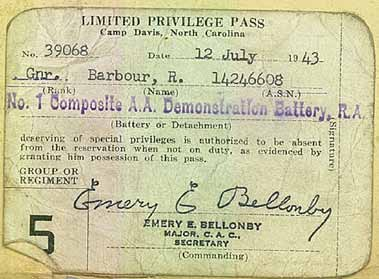 LIMITED PRIVILEGE PASS
Camp Davis, North Carolina
No. 39068 Date 12 July 1943
Gnr. Barbour, R. 14246608
(Rank) (Name) (A.S.N.)
No. 1 Composite A.A. Demonstration Battery, R.A.
(Battery or Detachment)
deserving of special privileges is authorized to be absent
from the reservation when not on duty, as evidenced by
granting him possession of this pass.
Signature
GROUP OR
REGIMENT
Emery E Bellonby
5
EMERY E. BELLONBY
MAJOR, C. A. C.,
SECRETARY
(Commanding)